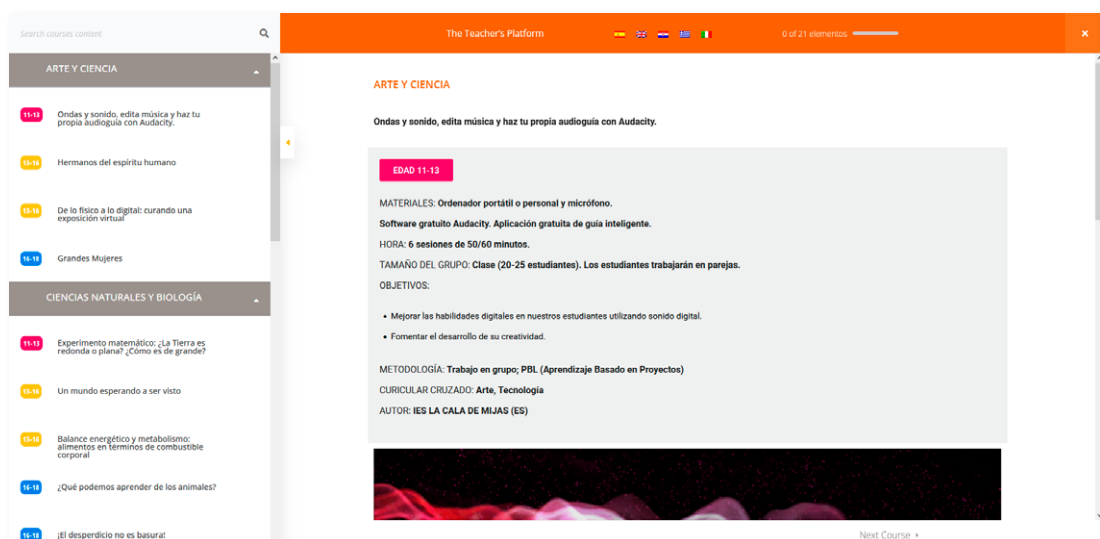 Search courses content
The Teacher's Platform
0 of 21 elementos
×
ARTE Y CIENCIA
11-13
Ondas y sonido, edita música y haz tu
propia audioguía con Audacity.
13-16
Hermanos del espíritu humano
13-16
De lo físico a lo digital: curando una
exposición virtual
16-18
Grandes Mujeres
CIENCIAS NATURALES Y BIOLOGÍA
11-13
Experimento matemático: ¿La Tierra es
redonda o plana? ¿Cómo es de grande?
13-16
Un mundo esperando a ser visto
13-16
Balance energético y metabolismo:
alimentos en términos de combustible
corporal
16-18
¿Qué podemos aprender de los animales?
16-18
¡El desperdicio no es basura!
ARTE Y CIENCIA
Ondas y sonido, edita música y haz tu propia audioguía con Audacity.
EDAD 11-13
MATERIALES: Ordenador portátil o personal y micrófono.
Software gratuito Audacity. Aplicación gratuita de guía inteligente.
HORA: 6 sesiones de 50/60 minutos.
TAMAÑO DEL GRUPO: Clase (20-25 estudiantes). Los estudiantes trabajarán en parejas.
OBJETIVOS:
• Mejorar las habilidades digitales en nuestros estudiantes utilizando sonido digital.
• Fomentar el desarrollo de su creatividad.
METODOLOGÍA: Trabajo en grupo; PBL (Aprendizaje Basado en Proyectos)
CURICULAR CRUZADO: Arte, Tecnología
AUTOR: IES LA CALA DE MIJAS (ES)
Next Course